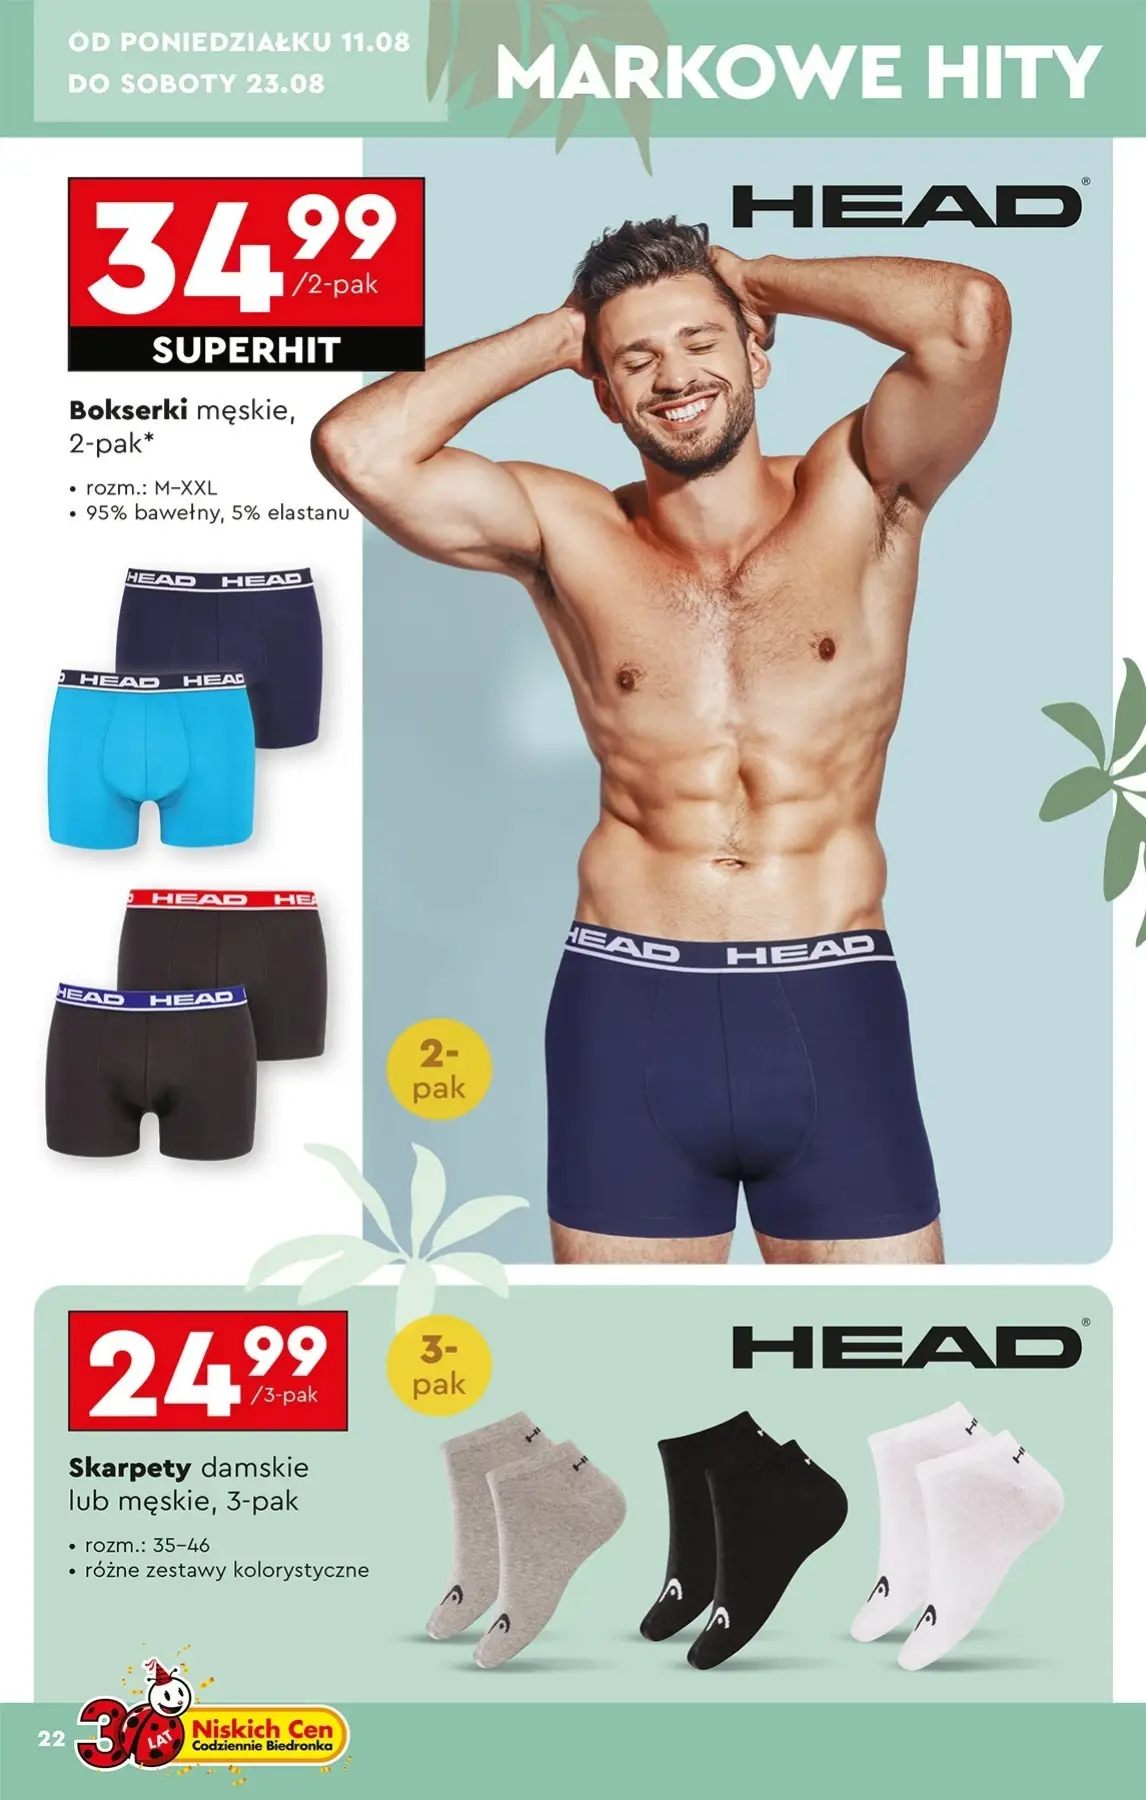 OD PONIEDZIAŁKU 11.08
DO SOBOTY 23.08
MARKOWE HITY
34 99
/2-pak
SUPERHIT
HEAD®
Bokserki męskie,
2-pak*
• rozm.: M–XXL
• 95% bawełny, 5% elastanu
HEAD HEAD
HEAD HEAD
HEAD HE
HEAD HEAD
HEAD HEAD
2-
pak
24 99
/3-pak
3-
pak
HEAD®
Skarpety damskie
lub męskie, 3-pak
• rozm.: 35–46
• różne zestawy kolorystyczne
22
30 LAT
Niskich Cen
Codziennie Biedronka